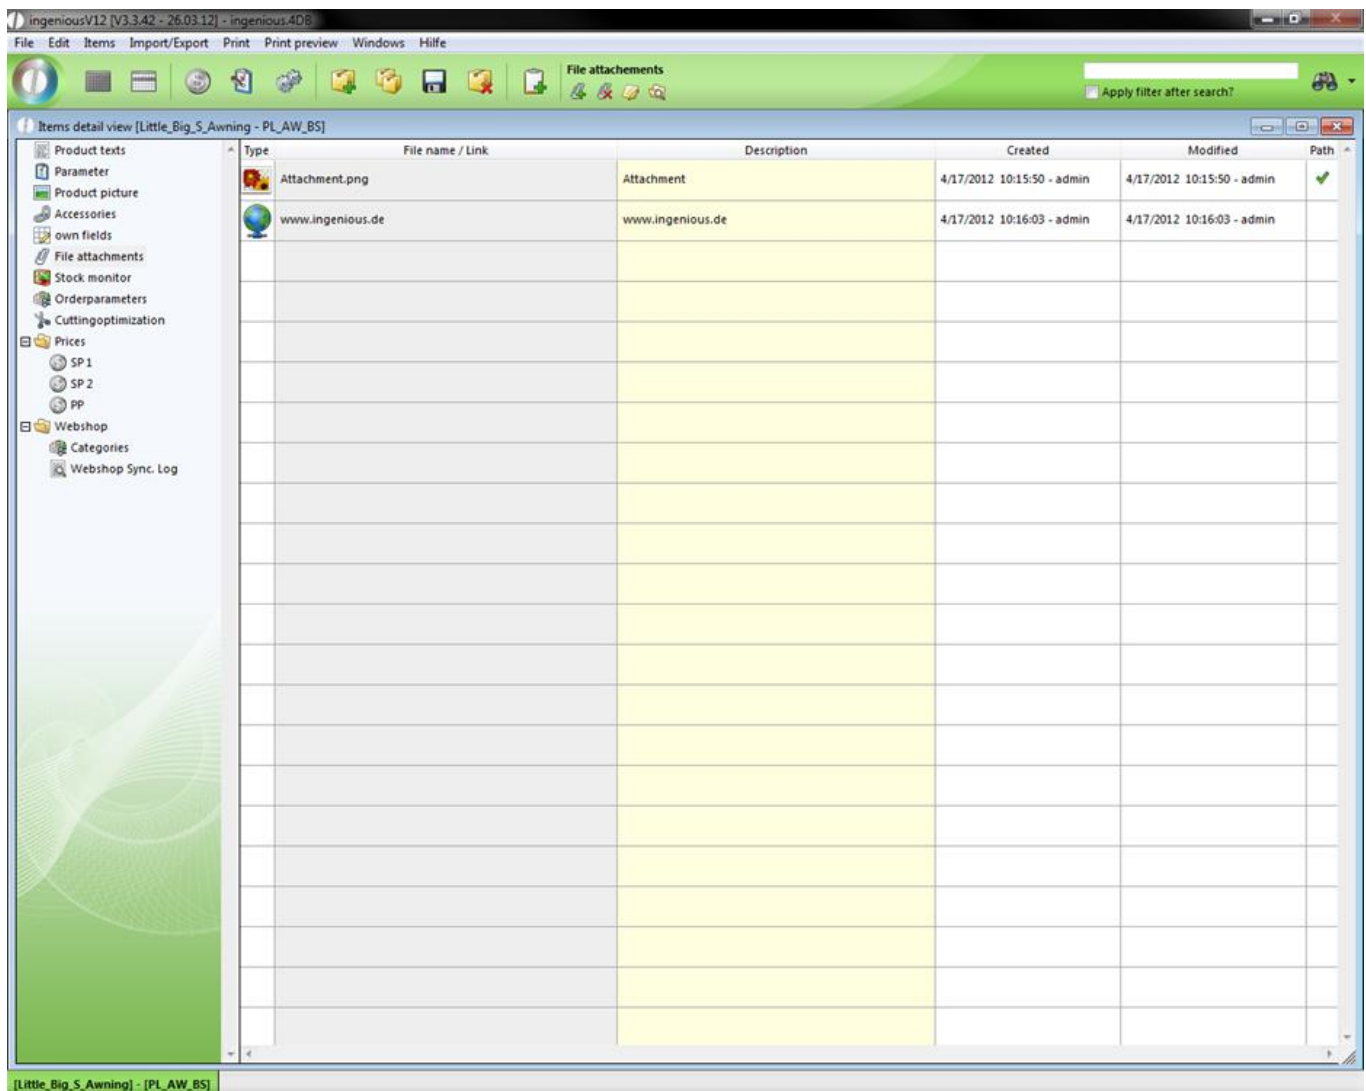 ingeniousV12 [V3.3.42 - 26.03.12] - ingenious.4DB
File Edit Items Import/Export Print Print preview Windows Hilfe
File attachements
Apply filter after search?
Items detail view [Little_Big_S_Awning - PL_AW_BS]
Product texts
Parameter
Product picture
Accessories
own fields
File attachments
Stock monitor
Orderparameters
Cuttingoptimization
Prices
SP 1
SP 2
PP
Webshop
Categories
Webshop Sync. Log
Type File name / Link Description Created Modified Path
Attachment.png Attachment 4/17/2012 10:15:50 - admin 4/17/2012 10:15:50 - admin
www.ingenious.de www.ingenious.de 4/17/2012 10:16:03 - admin 4/17/2012 10:16:03 - admin
[Little_Big_S_Awning] - [PL_AW_BS]